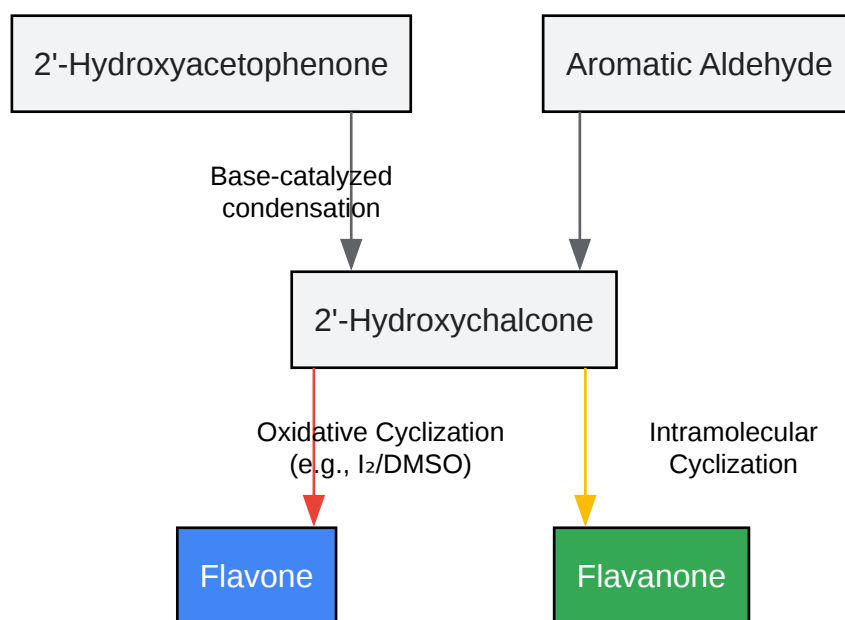 2'-Hydroxyacetophenone
Aromatic Aldehyde
Base-catalyzed
condensation
2'-Hydroxychalcone
Oxidative Cyclization
(e.g., I₂/DMSO)
Intramolecular
Cyclization
Flavone
Flavanone